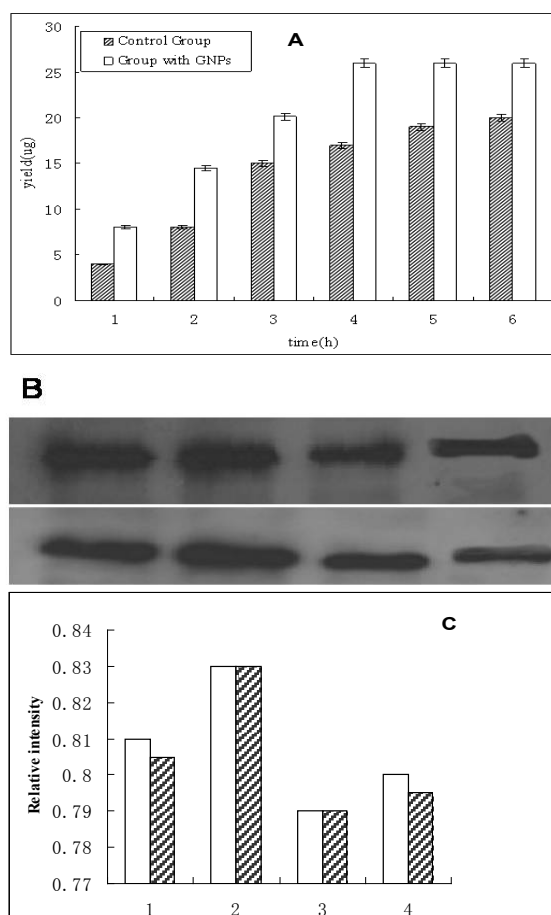 A
Control Group
Group with GNPs
30
25
20
15
10
5
0
yield(ug)
1 2 3 4 5 6
time(h)
B
C
0.84
0.83
0.82
0.81
0.8
0.79
0.78
0.77
Relative intensity
1 2 3 4